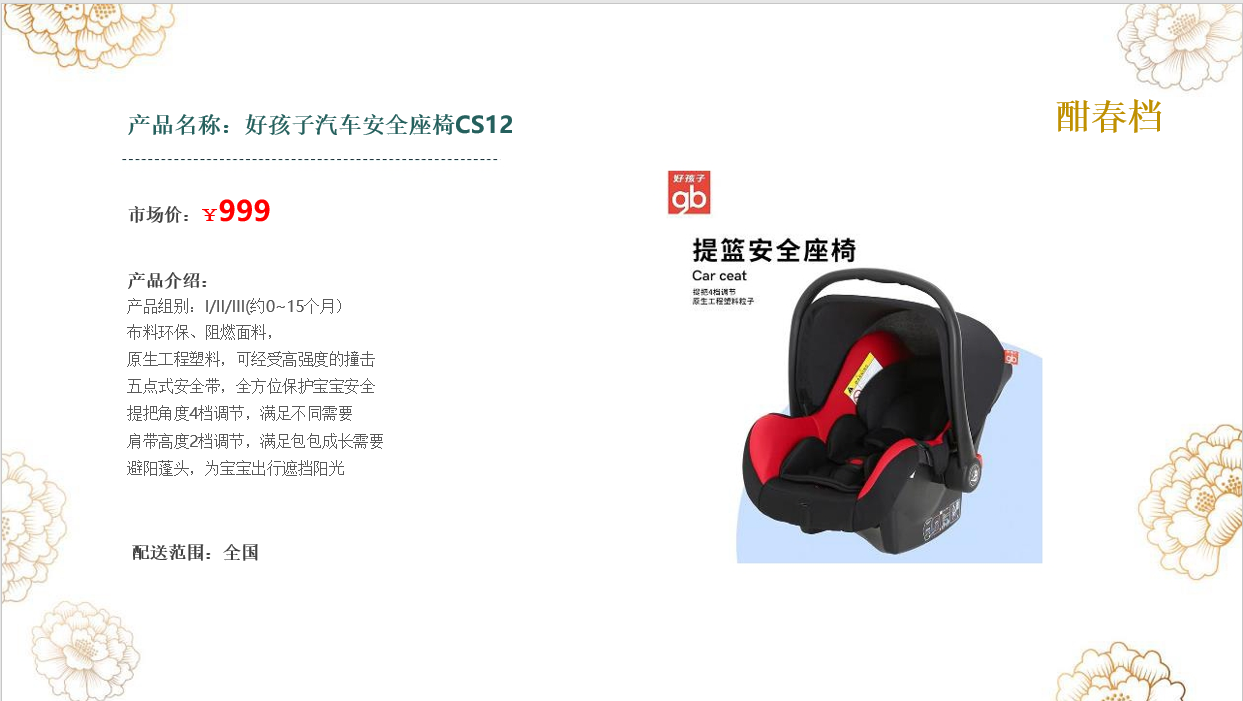 产品名称：好孩子汽车安全座椅CS12
酣春档
市场价：￥999
产品介绍：
产品组别：I/II/III(约0~15个月）
布料环保、阻燃面料，
原生工程塑料，可经受高强度的撞击
五点式安全带，全方位保护宝宝安全
提把角度4档调节，满足不同需要
肩带高度2档调节，满足包包成长需要
避阳蓬头，为宝宝出行遮挡阳光
配送范围：全国
好孩子
gb
提篮安全座椅
Car ceat
提把4档调节
原生工程塑料粒子
gb